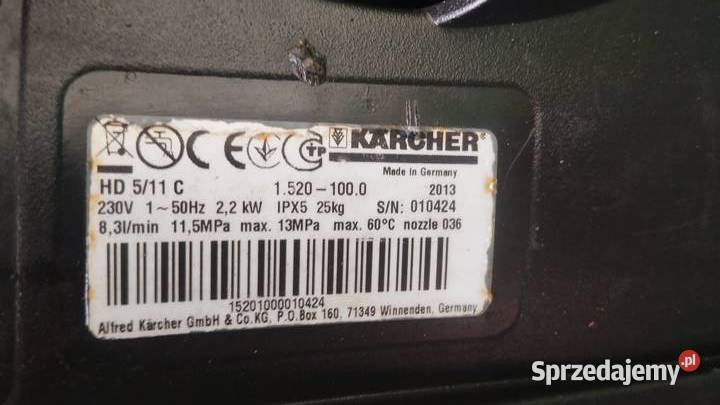 KÄRCHER®
Made in Germany
HD 5/11 C 1.520-100.0 2013
230V 1~50Hz 2,2 kW IPX5 25kg S/N: 010424
8,3l/min 11,5MPa max. 13MPa max. 60°C nozzle 036
15201000010424
Alfred Kärcher GmbH & Co.KG, P.O.Box 160, 71349 Winnenden, Germany
Sprzedajemy.pl